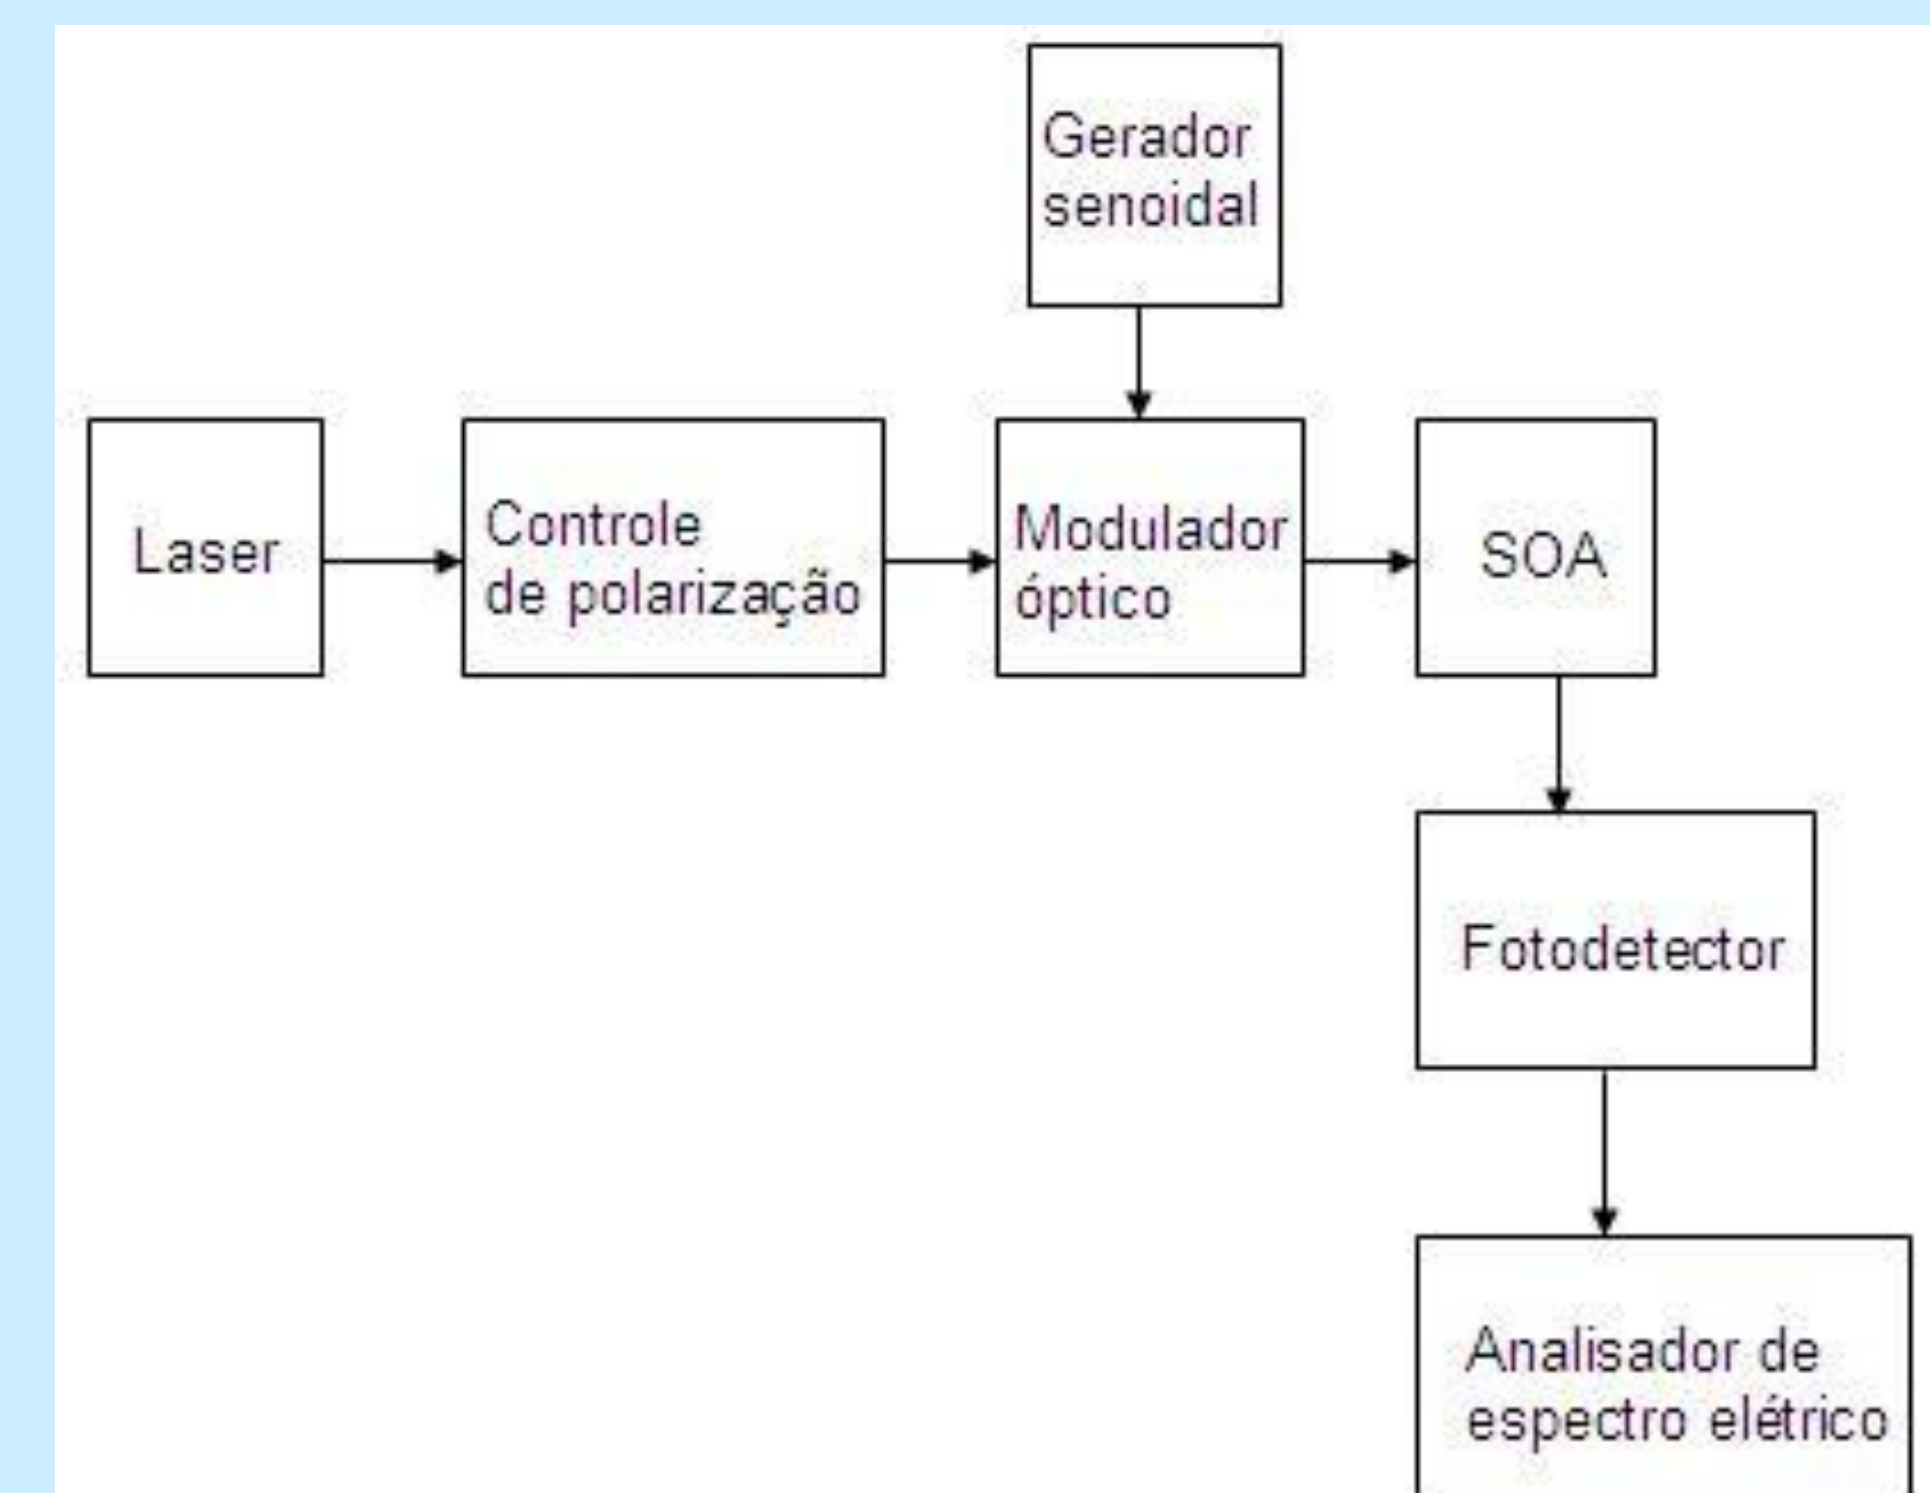 Gerador
senoidal
Laser
Controle
de polarização
Modulador
óptico
SOA
Fotodetector
Analisador de
espectro elétrico